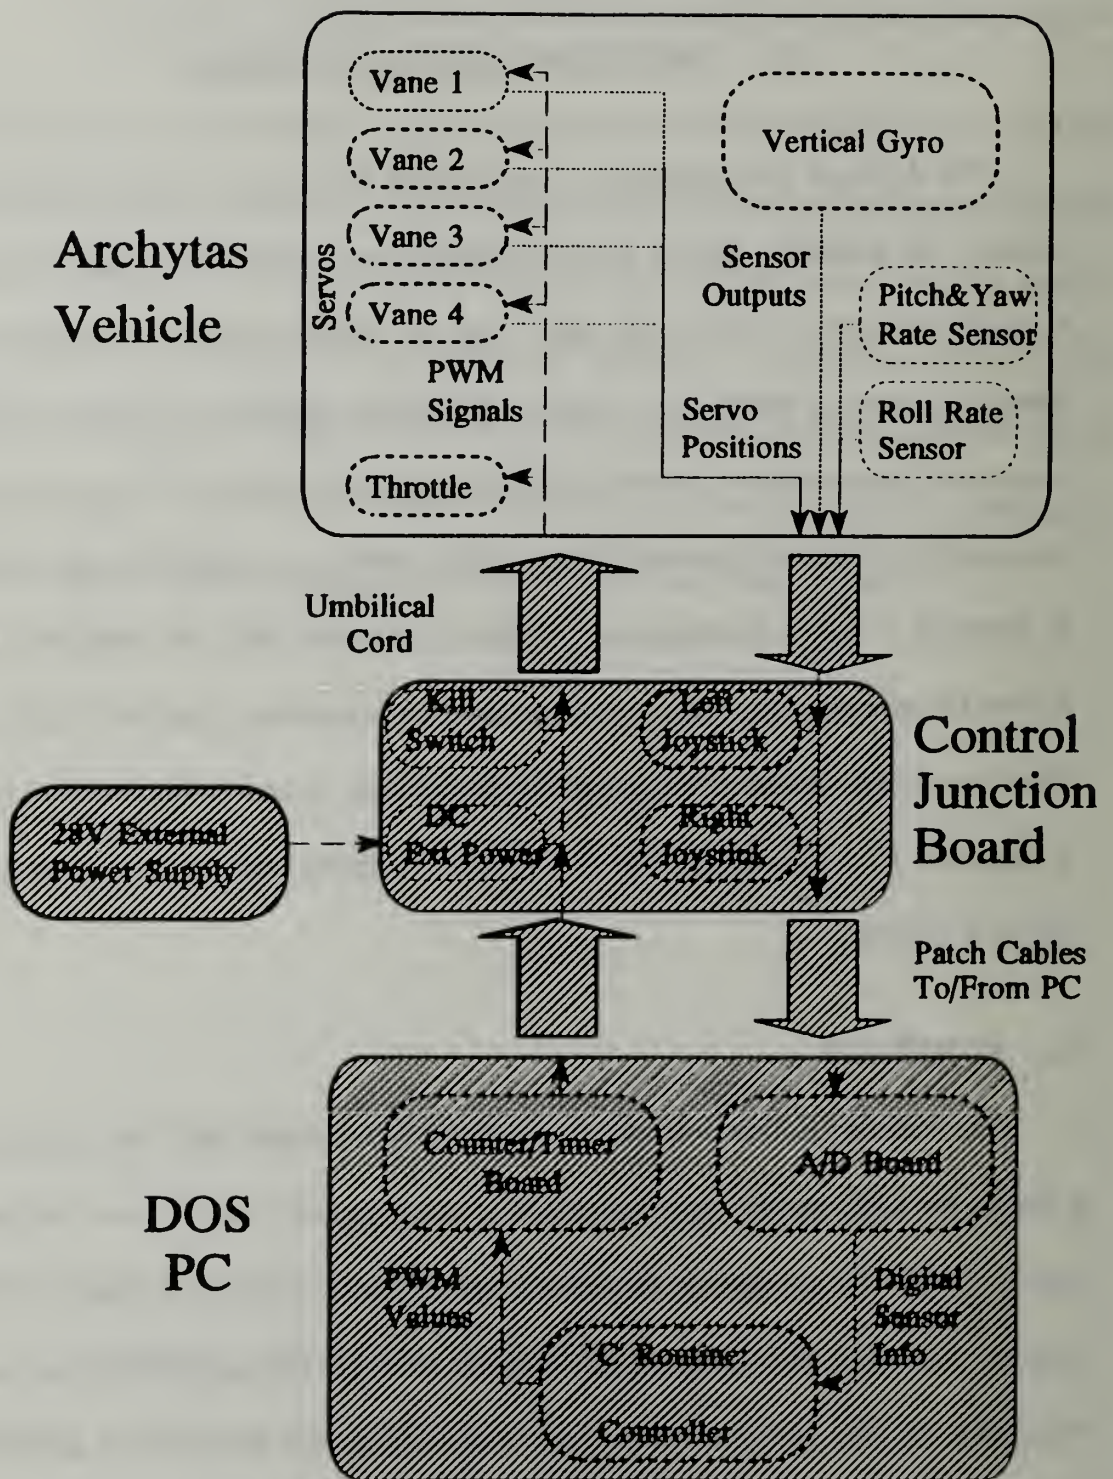 Archytas
Vehicle
Servos
Vane 1
Vane 2
Vane 3
Vane 4
PWM
Signals
Throttle
Vertical Gyro
Sensor
Outputs
Pitch&Yaw
Rate Sensor
Roll Rate
Sensor
Servo
Positions
Umbilical
Cord
Kill
Switch
Left
Joystick
DC
Ext Power
Right
Joystick
Control
Junction
Board
28V External
Power Supply
Patch Cables
To/From PC
DOS
PC
Counter/Timer
Board
A/D Board
PWM
Values
Digital
Sensor
Info
'C' Routine:
Controller